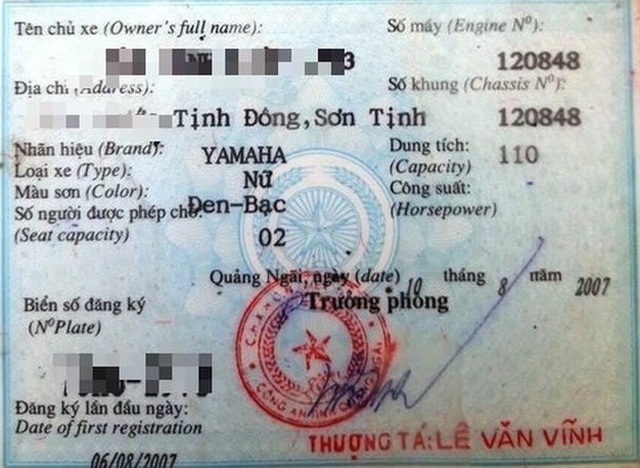 Tên chủ xe (Owner's full name):
Số máy (Engine Nº):
3
120848
Địa chỉ (Address):
Số khung (Chassis Nº):
Tịnh Đông, Sơn Tịnh
120848
Nhãn hiệu (Brand):
YAMAHA
Dung tích:
(Capacity)
110
Loại xe (Type):
Nữ
Màu sơn (Color):
Đen-Bạc
Công suất:
(Horsepower)
Số người được phép chở:
(Seat capacity)
02
Quảng Ngãi, ngày (date) 10 tháng 8 năm 2007
Trưởng phòng
Biển số đăng ký
(NºPlate)
Đăng ký lần đầu ngày:
Date of first registration
06/08/2007
THƯỢNG TÁ: LÊ VĂN VĨNH